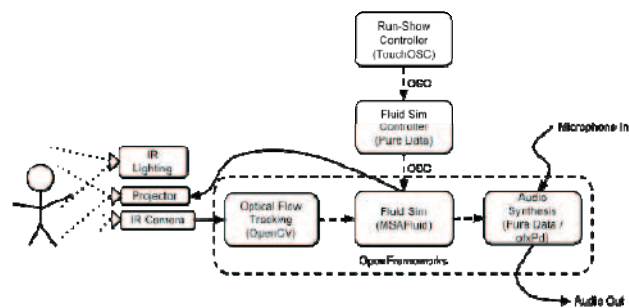 Run-Show
Controller
(TouchOSC)
OSC
Fluid Sim
Controller
(Pure Data)
OSC
Microphone In
IR
Lighting
Projector
IR Camera
Optical Flow
Tracking
(OpenCV)
Fluid Sim
(MSAFluid)
Audio
Synthesis
(Pure Data /
ofxPd)
OpenFrameworks
Audio Out